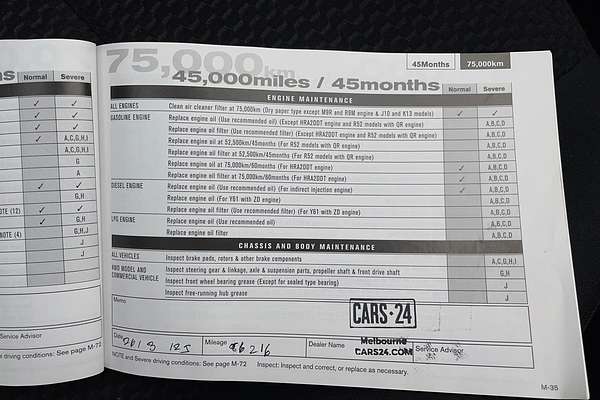 75,000km
45Months 75,000km
45,000miles / 45months
ENGINE MAINTENANCE Normal Severe
ALL ENGINES Clean air cleaner filter at 75,000km (Dry paper type except M9R and R9M engine & J10 and K13 models) ✓ ✓
GASOLINE ENGINE Replace engine oil (Use recommended oil) (Except HRA2DDT engine and R52 models with QR engine) A,B,C,D
Replace engine oil filter (Use recommended filter) (Except HRA2DDT engine and R52 models with QR engine) A,B,C,D
Replace engine oil at 52,500km/45months (For R52 models with QR engine) A,B,C,D
Replace engine oil filter at 52,500km/45months (For R52 models with QR engine) A,B,C,D
Replace engine oil at 75,000km/60months (For HRA2DDT engine) ✓ A,B,C,D
Replace engine oil filter at 75,000km/60months (For HRA2DDT engine) ✓ A,B,C,D
DIESEL ENGINE Replace engine oil (Use recommended oil) (For indirect injection engine) ✓ A,B,C,D
Replace engine oil (For Y61 with ZD engine) A,B,C,D
Replace engine oil filter (Use recommended filter) (For Y61 with ZD engine) A,B,C,D
LPG ENGINE Replace engine oil (Use recommended oil) A,B,C,D
Replace engine oil filter A,B,C,D
CHASSIS AND BODY MAINTENANCE
ALL VEHICLES Inspect brake pads, rotors & other brake components A,C,G,H,I
4WD MODEL AND COMMERCIAL VEHICLE Inspect steering gear & linkage, axle & suspension parts, propeller shaft & front drive shaft G,H
Inspect front wheel bearing grease (Except for sealed type bearing) J
Inspect free-running hub grease J
Memo
CARS·24
Melbourne
CARS24.COM
Date Mileage Dealer Name Service Advisor
Normal and Severe driving conditions: See page M-72 Inspect: Inspect and correct, or replace as necessary.
M-35
Normal Severe
✓ ✓
✓ ✓
✓ ✓
✓ A,C,G,H,I
A,C,G,H,I
G
A
✓ ✓
G,H
NOTE (12) ✓ ✓
✓ G,H
NOTE (4) G,H,J
J
J
Service Advisor
driving conditions: See page M-72